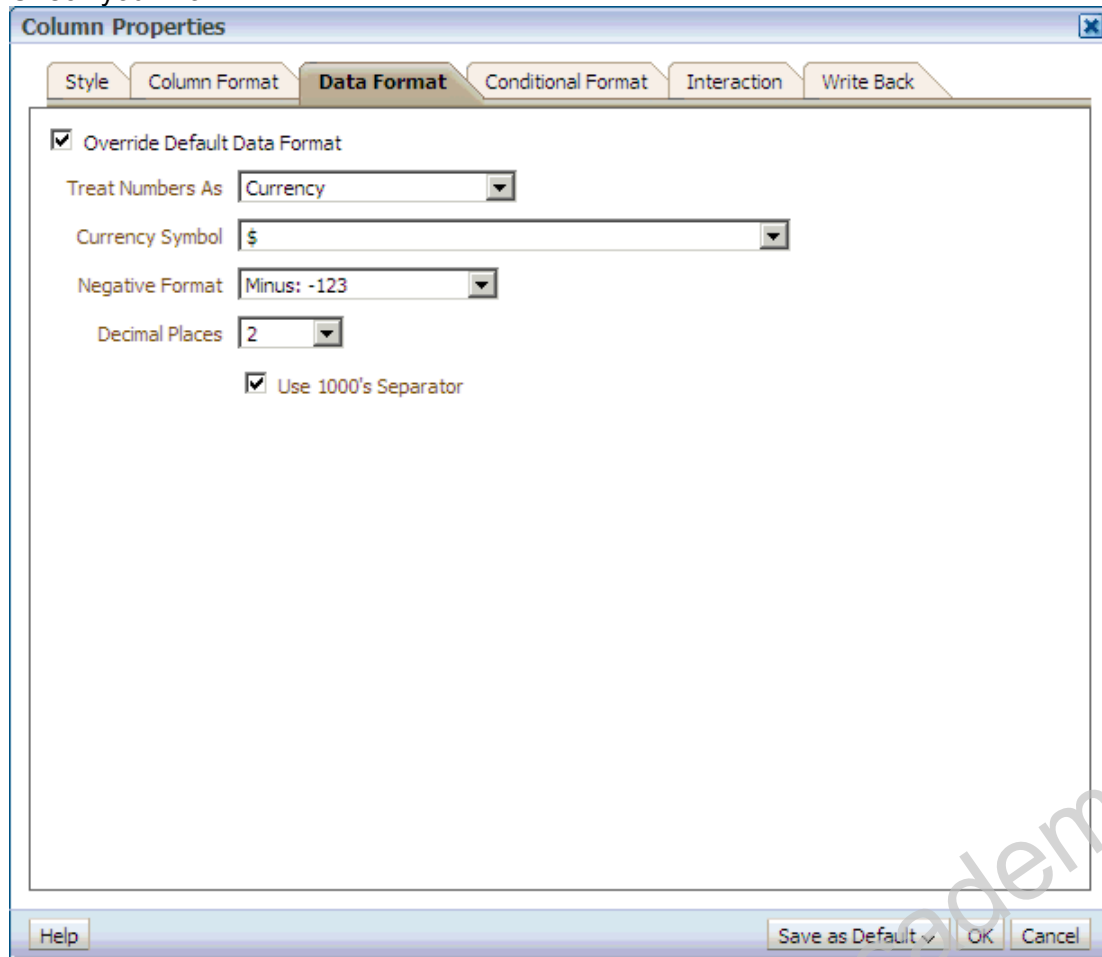 Column Properties
Style Column Format Data Format Conditional Format Interaction Write Back
Override Default Data Format
Treat Numbers As Currency
Currency Symbol $
Negative Format Minus: -123
Decimal Places 2
Use 1000's Separator
Help Save as Default OK Cancel